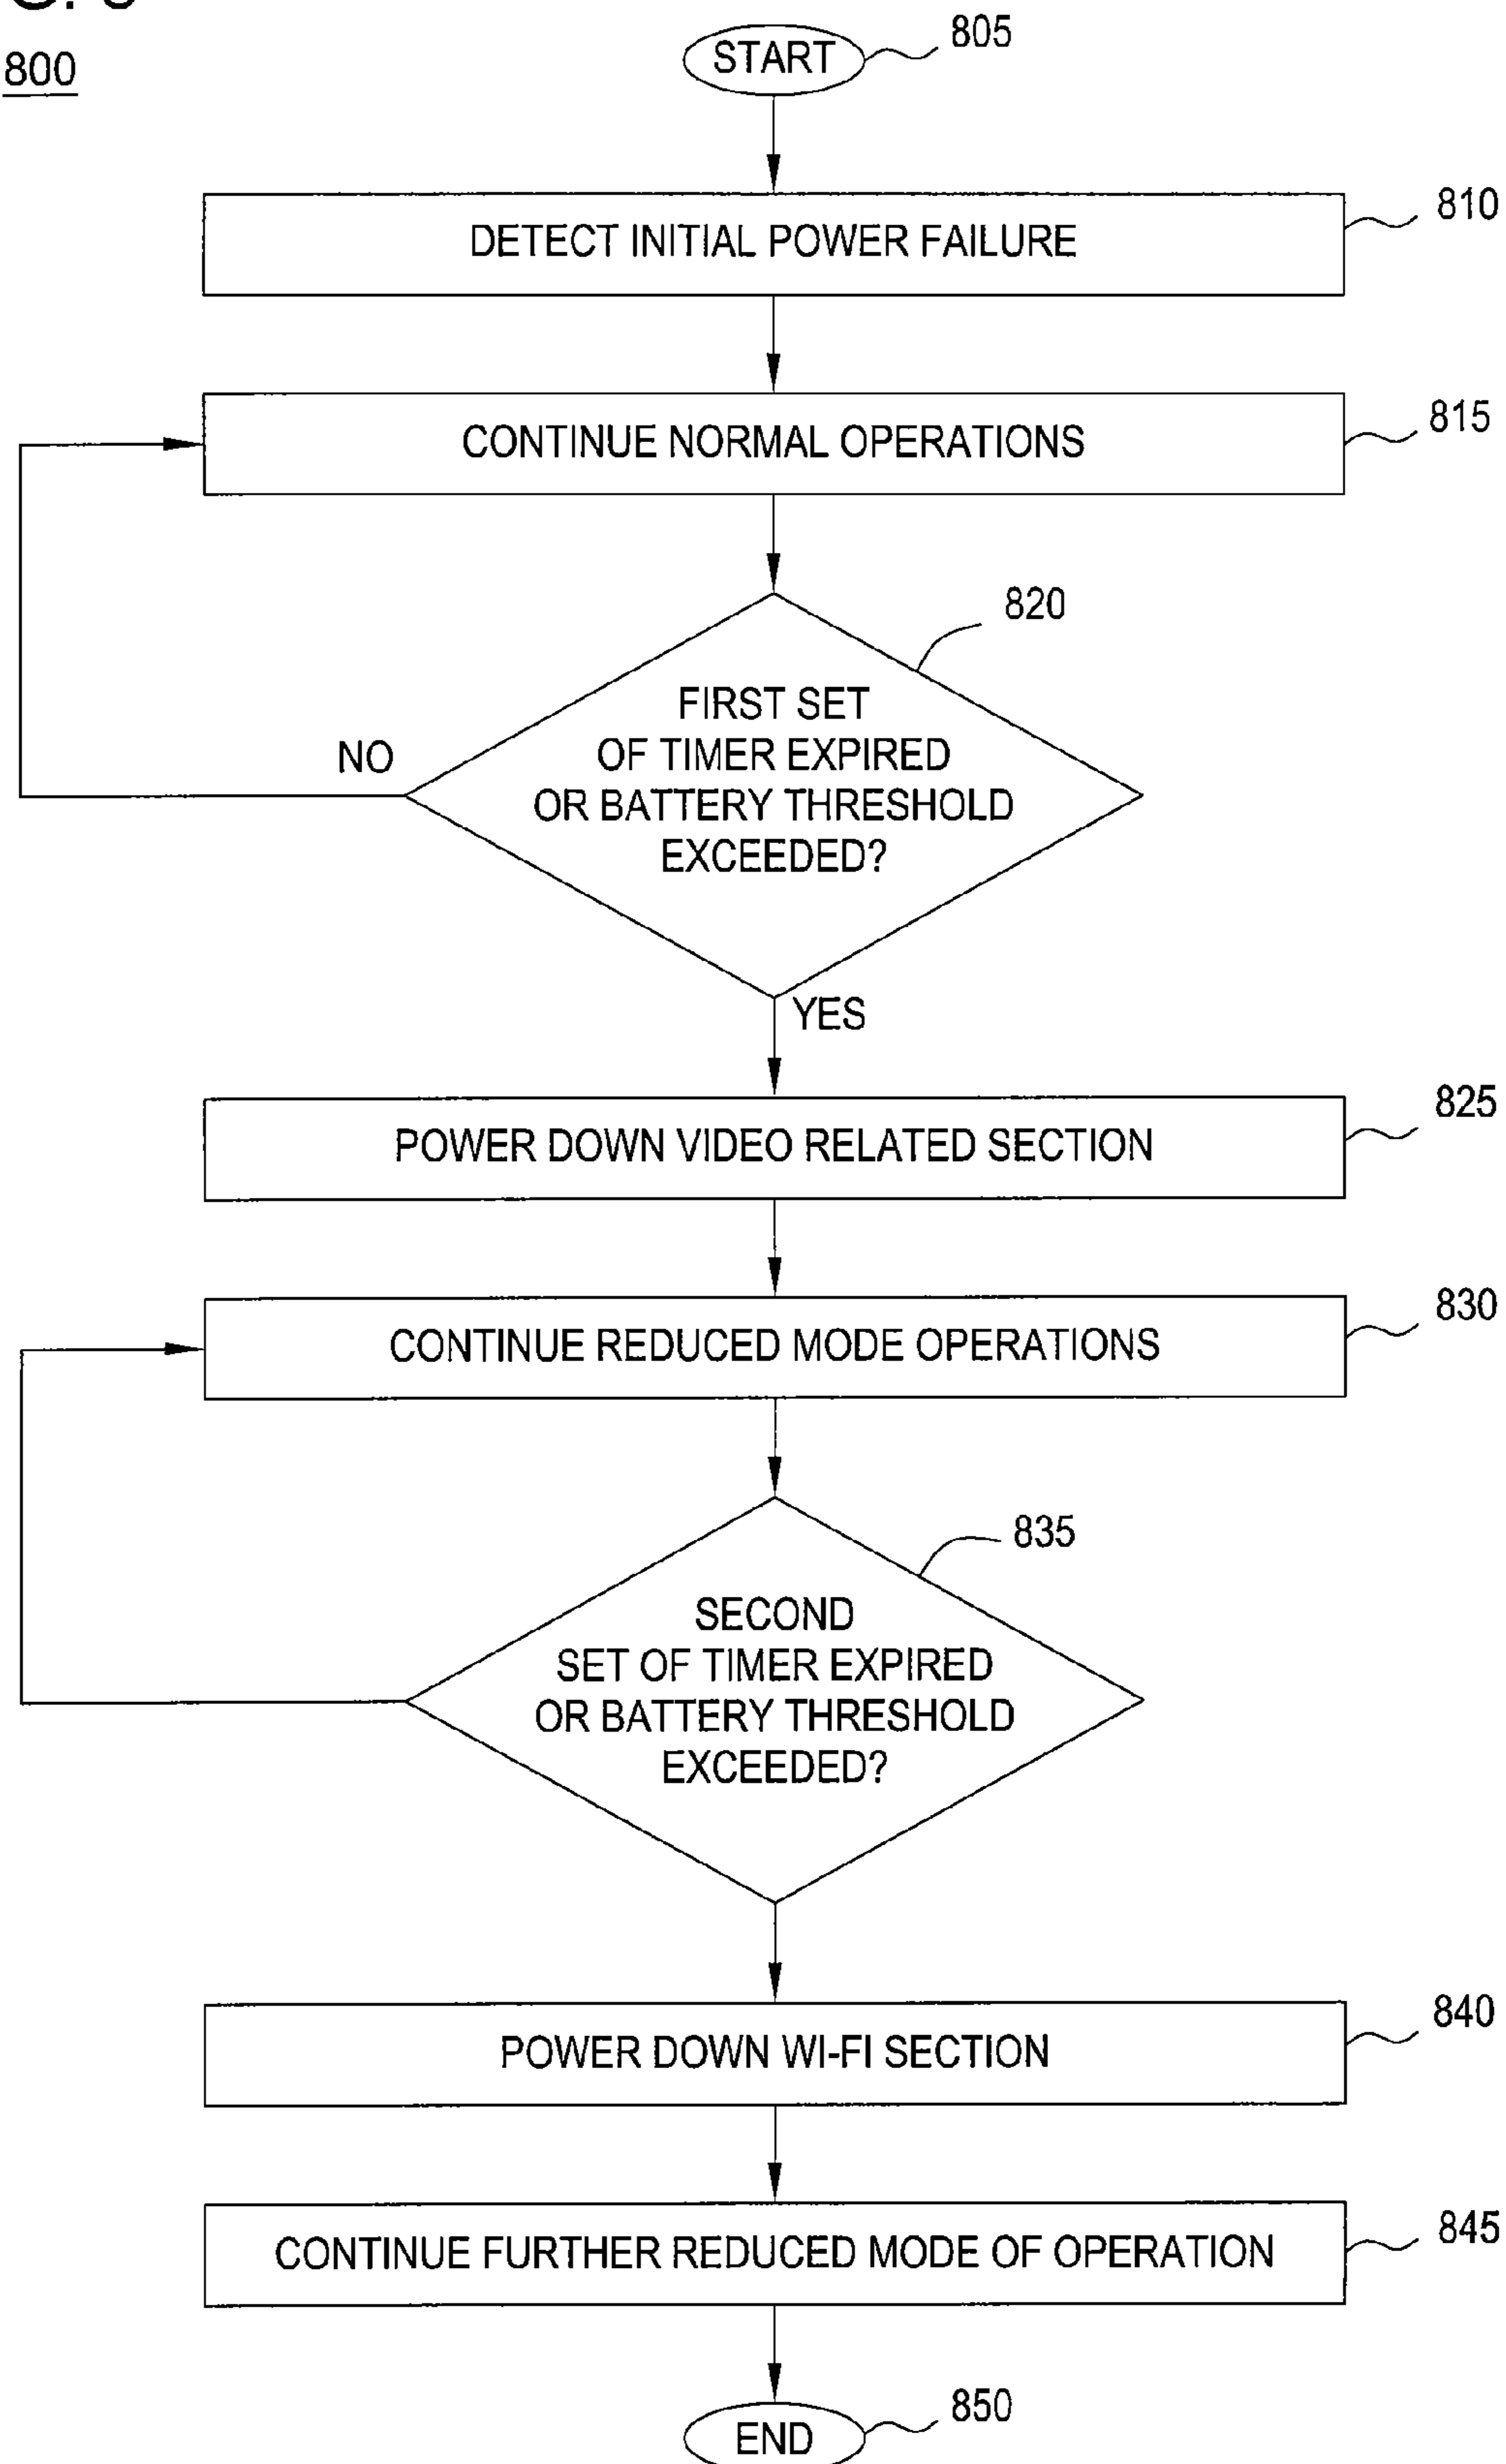 800
START
805
DETECT INITIAL POWER FAILURE
810
CONTINUE NORMAL OPERATIONS
815
820
FIRST SET
OF TIMER EXPIRED
OR BATTERY THRESHOLD
EXCEEDED?
NO
YES
POWER DOWN VIDEO RELATED SECTION
825
CONTINUE REDUCED MODE OPERATIONS
830
835
SECOND
SET OF TIMER EXPIRED
OR BATTERY THRESHOLD
EXCEEDED?
POWER DOWN WI-FI SECTION
840
CONTINUE FURTHER REDUCED MODE OF OPERATION
845
END
850